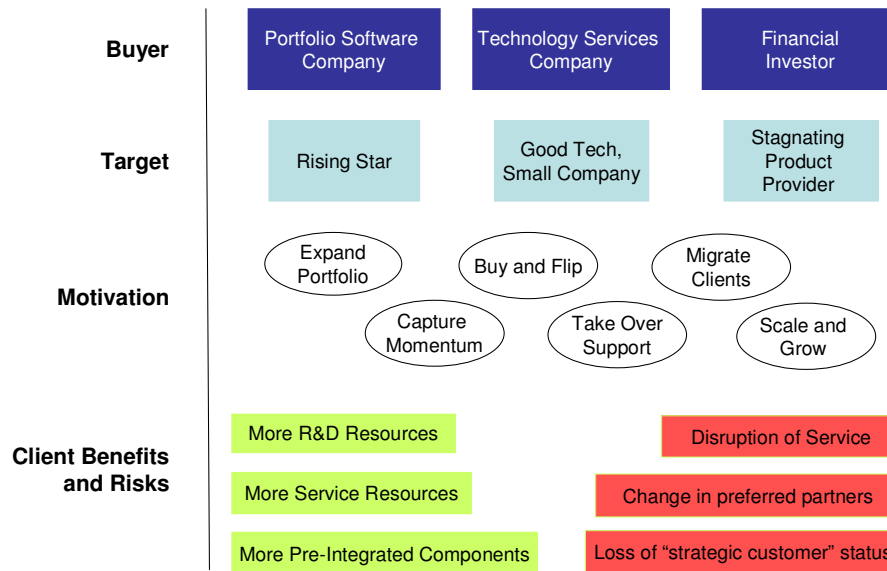 Buyer
Portfolio Software
Company
Technology Services
Company
Financial
Investor
Target
Rising Star
Good Tech,
Small Company
Stagnating
Product
Provider
Motivation
Expand
Portfolio
Buy and Flip
Migrate
Clients
Capture
Momentum
Take Over
Support
Scale and
Grow
Client Benefits
and Risks
More R&D Resources
Disruption of Service
More Service Resources
Change in preferred partners
More Pre-Integrated Components
Loss of “strategic customer” status